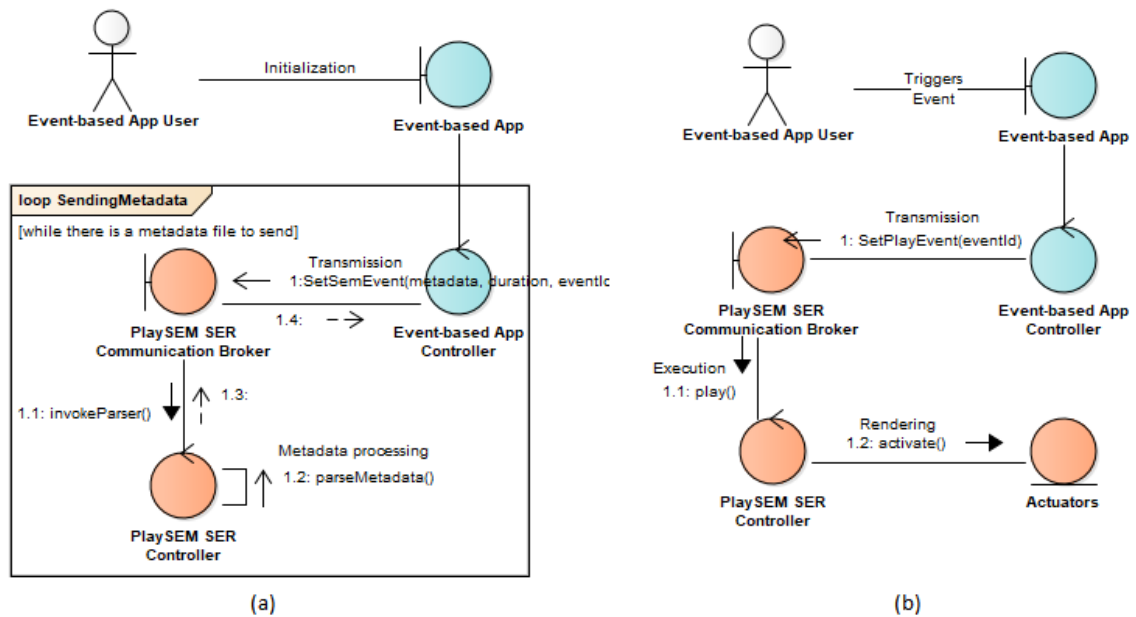 Initialization
Event-based App User
Event-based App
loop SendingMetadata
[while there is a metadata file to send]
Transmission
1:SetSemEvent(metadata, duration, eventIc
1.4:
PlaySEM SER
Communication Broker
Event-based App
Controller
1.1: invokeParser()
1.3:
Metadata processing
1.2: parseMetadata()
PlaySEM SER
Controller
(a)
Triggers
Event
Event-based App User
Event-based App
Transmission
1: SetPlayEvent(eventId)
PlaySEM SER
Communication Broker
Event-based App
Controller
Execution
1.1: play()
Rendering
1.2: activate()
PlaySEM SER
Controller
Actuators
(b)